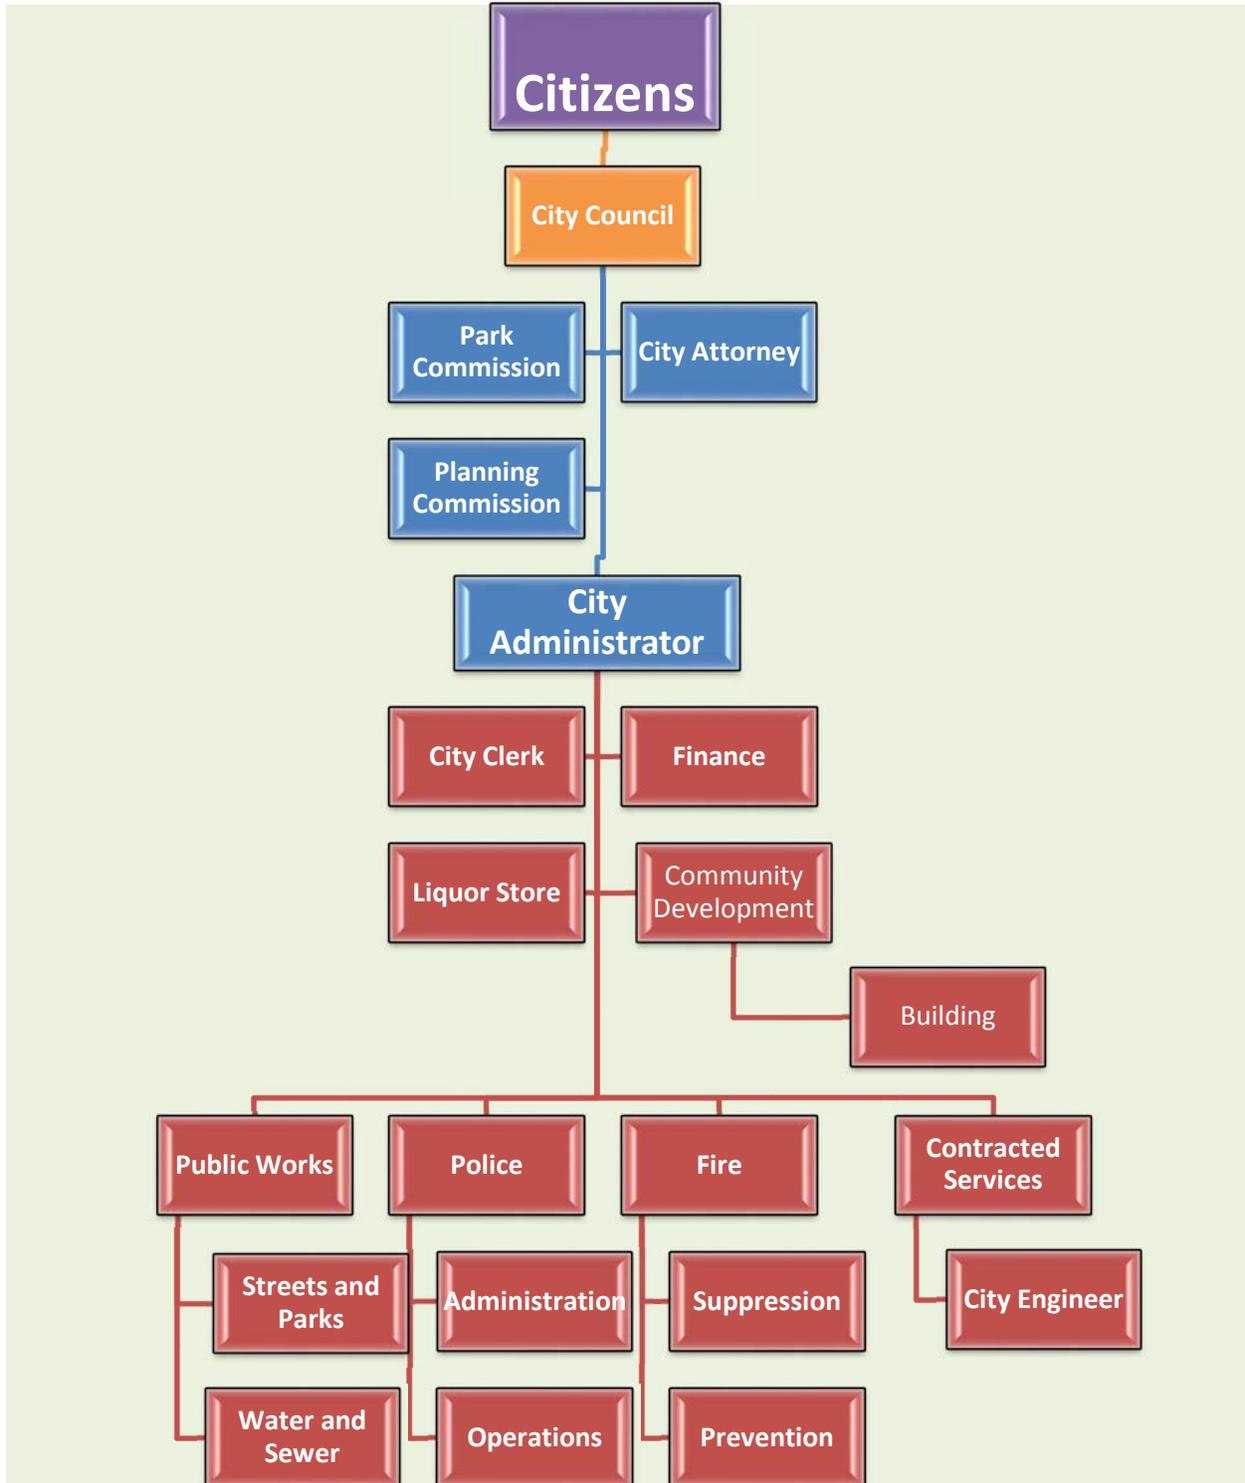 Citizens
City Council
Park
Commission
City Attorney
Planning
Commission
City
Administrator
City Clerk
Finance
Liquor Store
Community
Development
Building
Public Works
Police
Fire
Contracted
Services
Streets and
Parks
Administration
Suppression
City Engineer
Water and
Sewer
Operations
Prevention